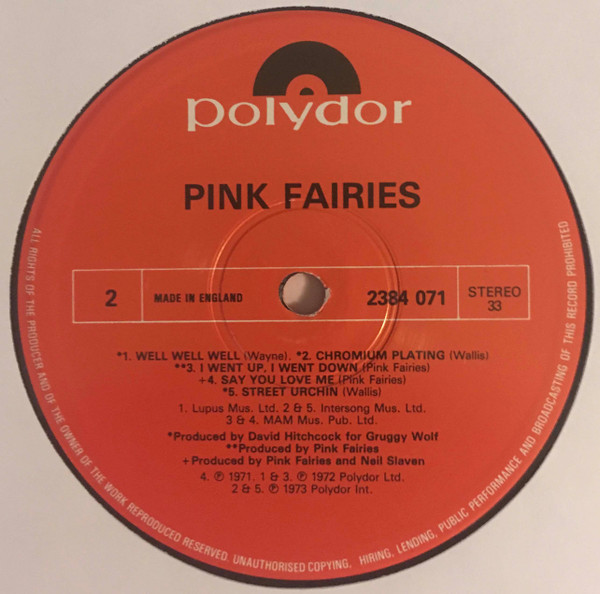 polydor
PINK FAIRIES
2
MADE IN ENGLAND
2384 071
STEREO
33
*1. WELL WELL WELL (Wayne). *2. CHROMIUM PLATING (Wallis)
**3. I WENT UP, I WENT DOWN (Pink Fairies)
+4. SAY YOU LOVE ME (Pink Fairies)
*5. STREET URCHIN (Wallis)
1. Lupus Mus. Ltd. 2 & 5. Intersong Mus. Ltd.
3 & 4. MAM Mus. Pub. Ltd.
*Produced by David Hitchcock for Gruggy Wolf
**Produced by Pink Fairies
+Produced by Pink Fairies and Neil Slaven
4. ℗ 1971. 1 & 3. ℗ 1972 Polydor Ltd.
2 & 5. ℗ 1973 Polydor Int.
ALL RIGHTS OF THE PRODUCER AND OF THE OWNER OF THE WORK REPRODUCED RESERVED. UNAUTHORISED COPYING, HIRING, LENDING, PUBLIC PERFORMANCE AND BROADCASTING OF THIS RECORD PROHIBITED